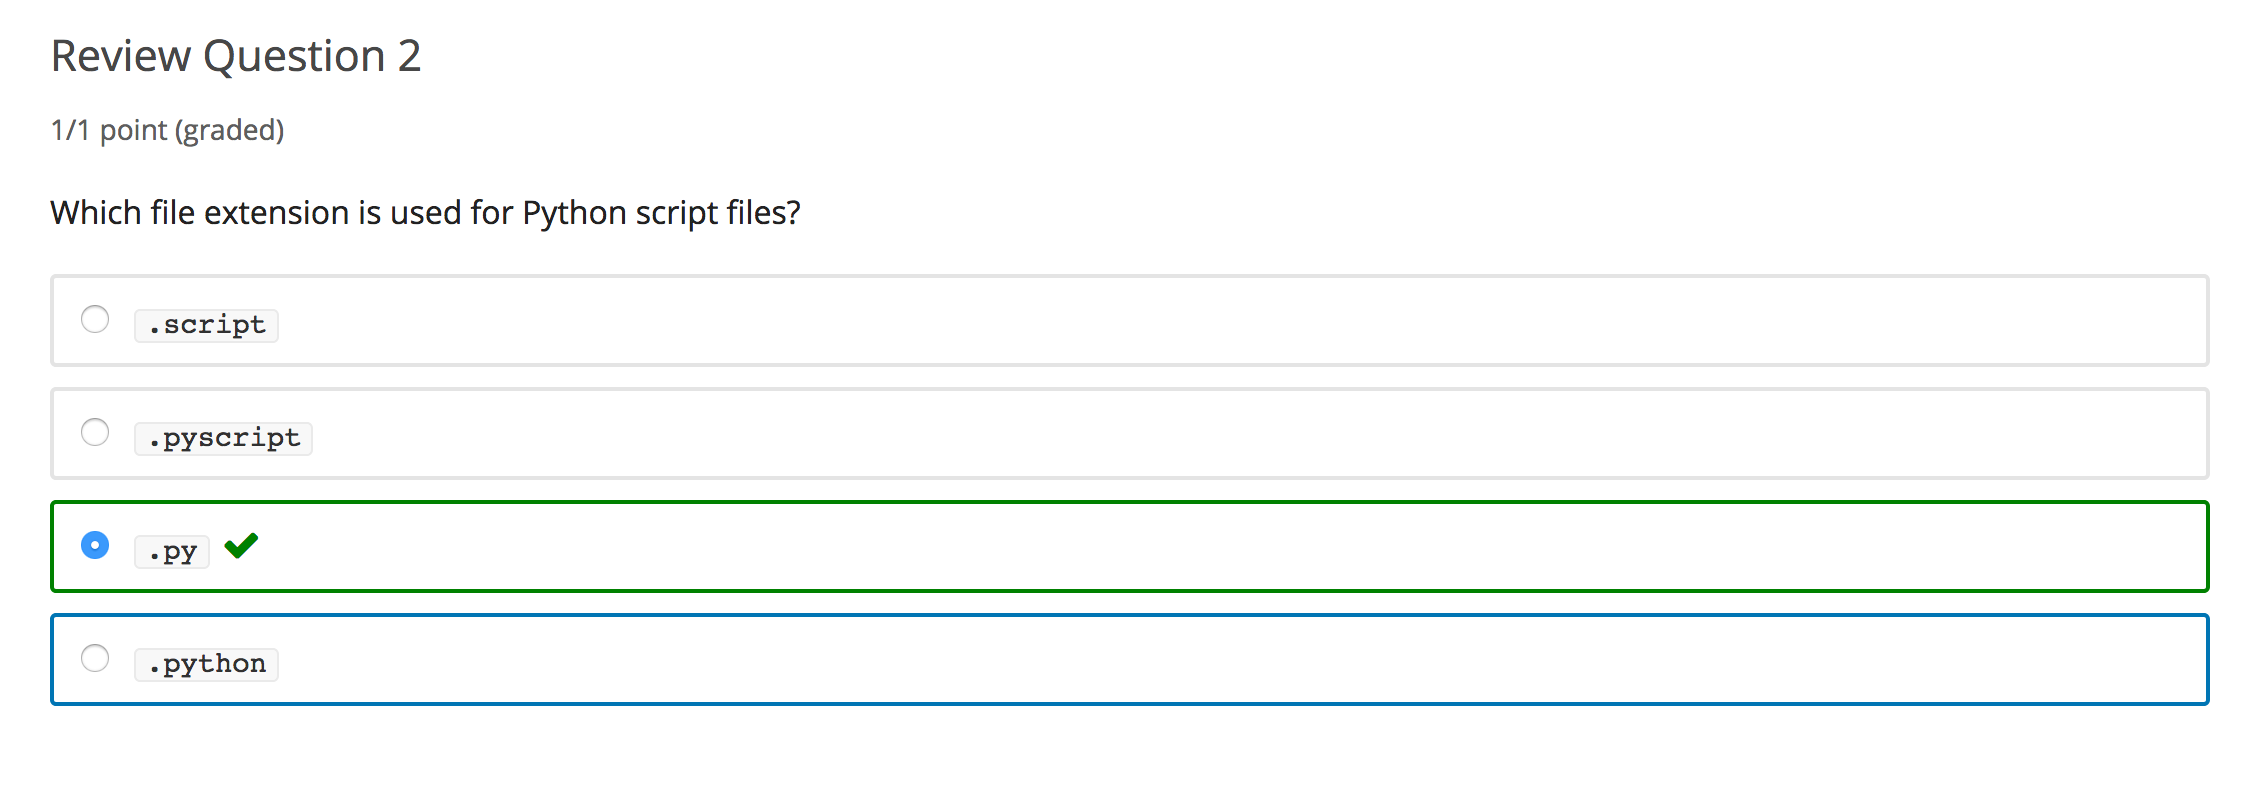 Review Question 2
1/1 point (graded)
Which file extension is used for Python script files?
.script
.pyscript
.py
.python